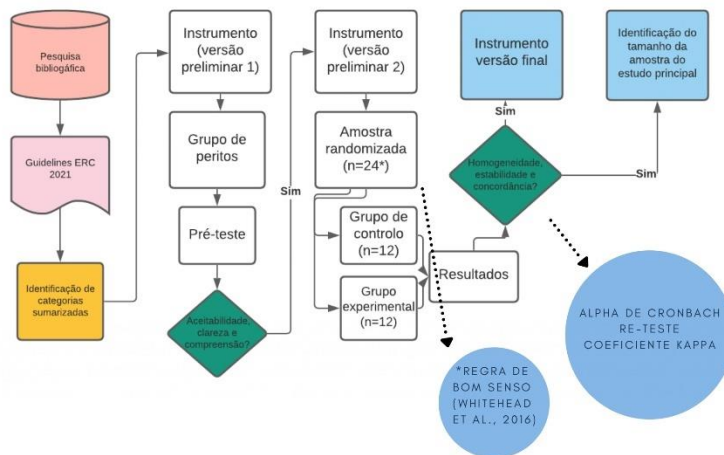 Pesquisa
bibliogáfica
Guidelines ERC
2021
Identificação de
categorias
sumarizadas
Instrumento
(versão
preliminar 1)
Grupo de
peritos
Pré-teste
Aceitabilidade,
clareza e
compreensão?
Sim
Instrumento
(versão
preliminar 2)
Amostra
randomizada
(n=24*)
Grupo de
controlo
(n=12)
Grupo
experimental
(n=12)
Resultados
Homogeneidade,
estabilidade e
concordância?
Sim
Sim
Instrumento
versão final
Identificação do
tamanho da
amostra do
estudo principal
*REGRA DE
BOM SENSO
(WHITEHEAD
ET AL., 2016)
ALPHA DE CRONBACH
RE-TESTE
COEFICIENTE KAPPA